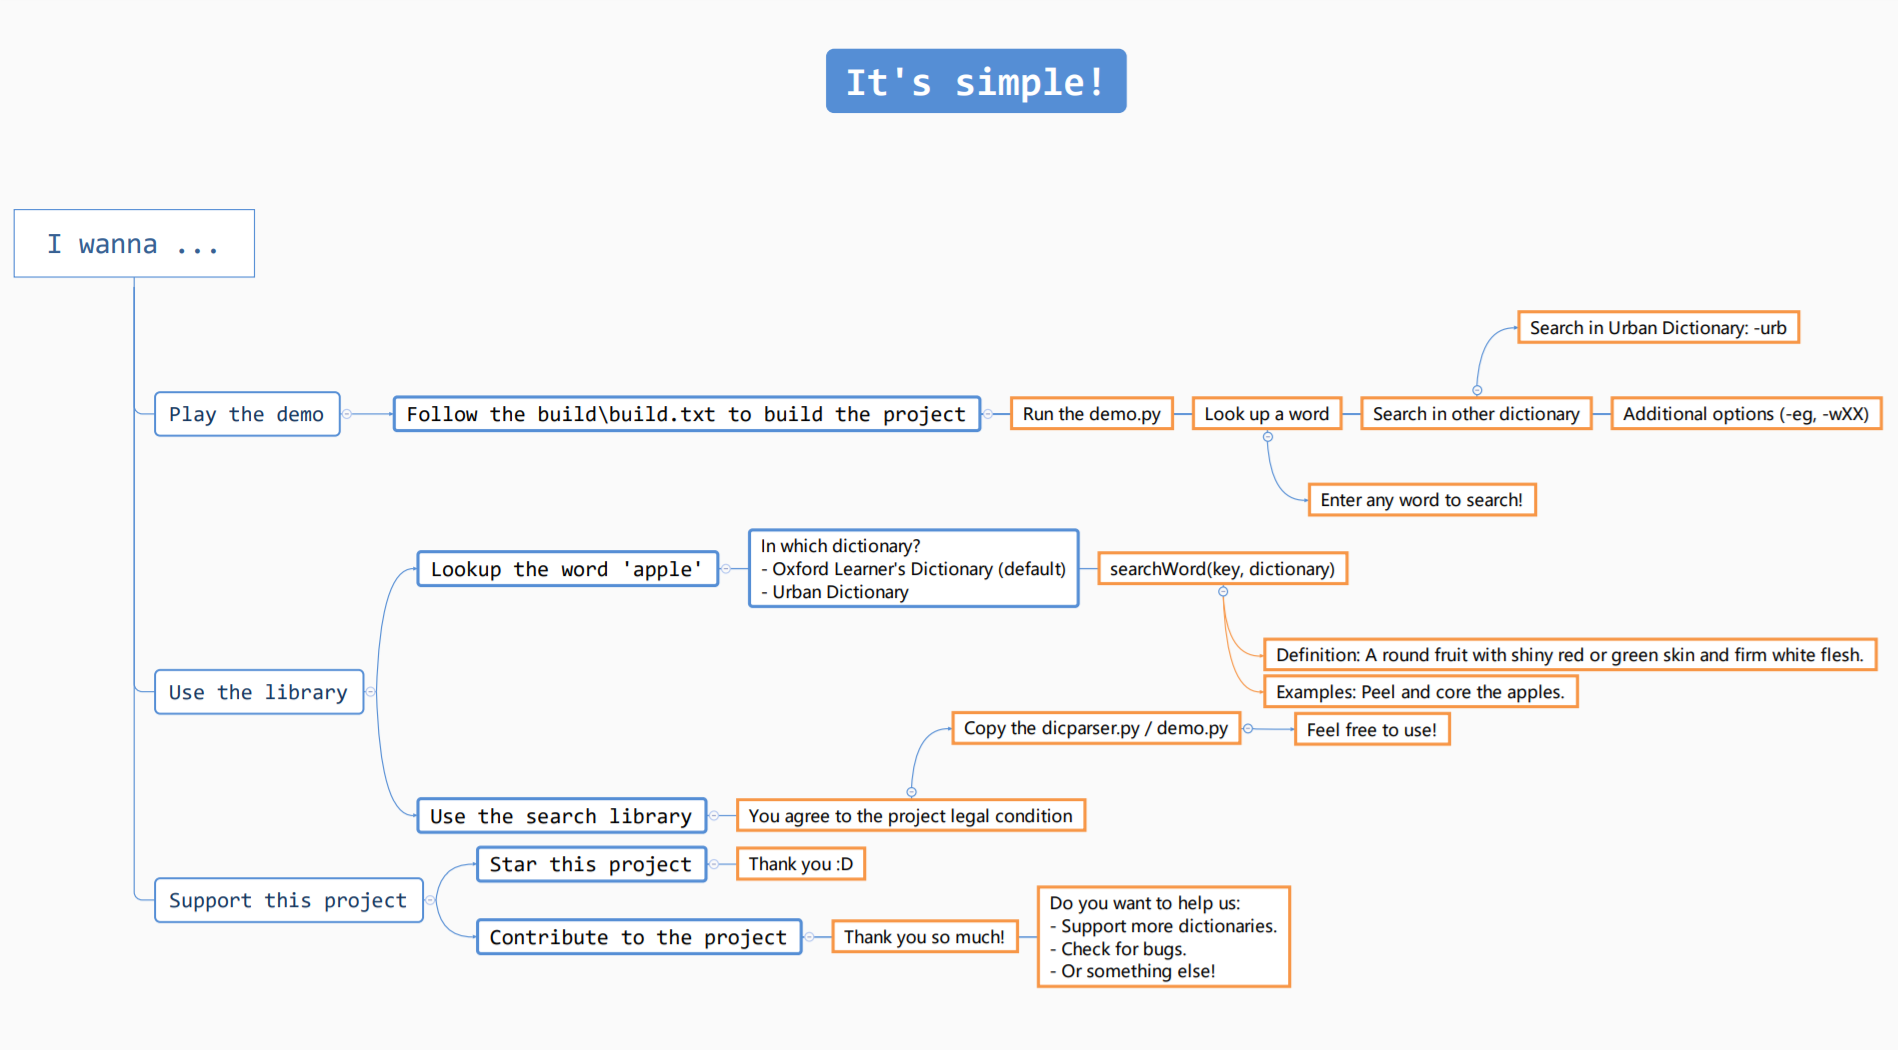 It's simple!
I wanna ...
Search in Urban Dictionary: -urb
Play the demo
Follow the build\build.txt to build the project
Run the demo.py
Look up a word
Search in other dictionary
Additional options (-eg, -wXX)
Enter any word to search!
Lookup the word 'apple'
In which dictionary?
- Oxford Learner's Dictionary (default)
- Urban Dictionary
searchWord(key, dictionary)
Definition: A round fruit with shiny red or green skin and firm white flesh.
Examples: Peel and core the apples.
Use the library
Copy the dicparser.py / demo.py
Feel free to use!
Use the search library
You agree to the project legal condition
Star this project
Thank you :D
Support this project
Contribute to the project
Thank you so much!
Do you want to help us:
- Support more dictionaries.
- Check for bugs.
- Or something else!